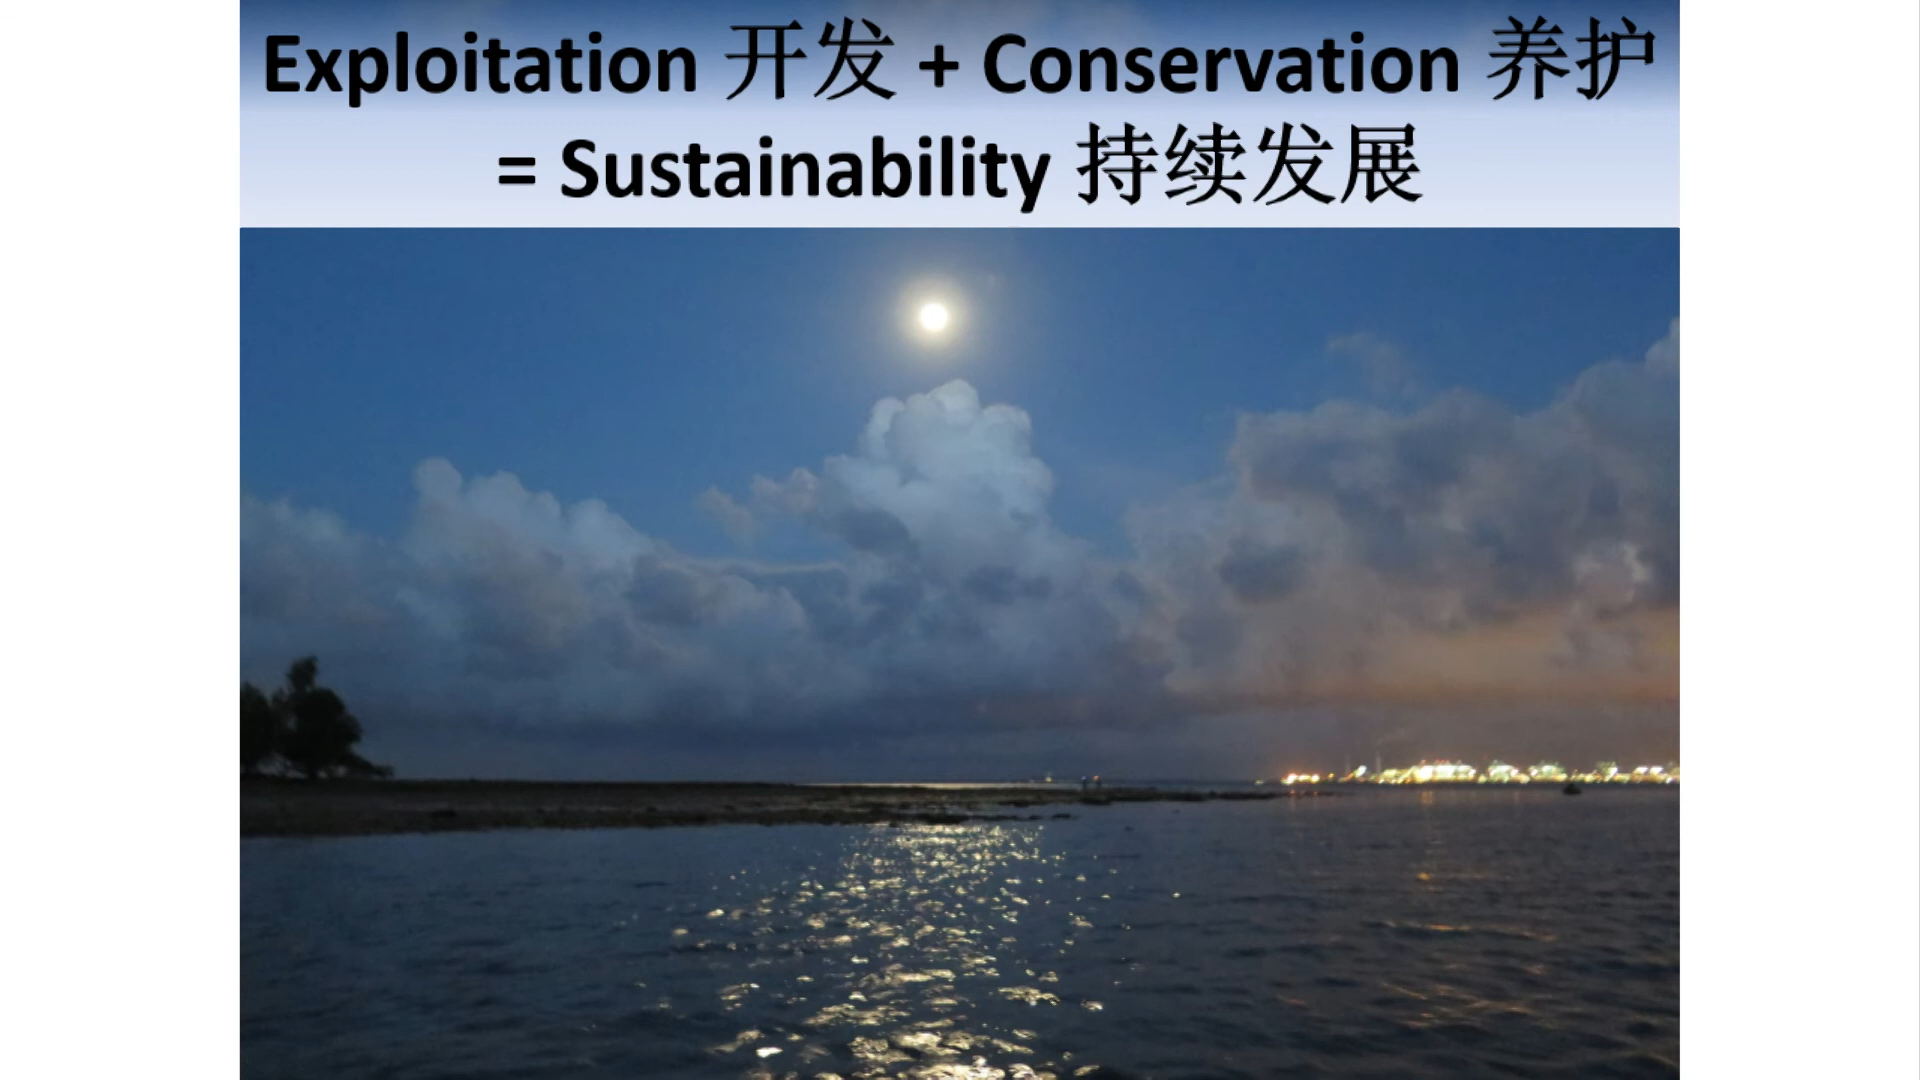 Exploitation 开发 + Conservation 养护
= Sustainability 持续发展